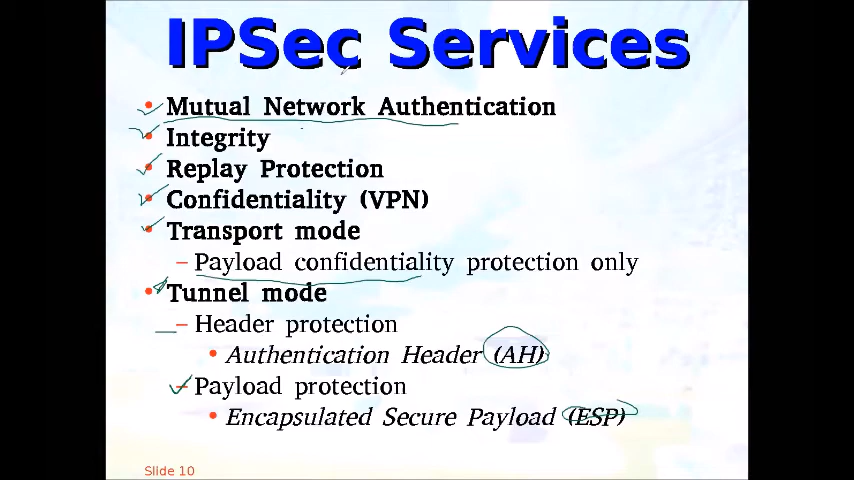 IPSec Services
• Mutual Network Authentication
• Integrity
• Replay Protection
• Confidentiality (VPN)
• Transport mode
– Payload confidentiality protection only
• Tunnel mode
– Header protection
• Authentication Header (AH)
– Payload protection
• Encapsulated Secure Payload (ESP)
Slide 10